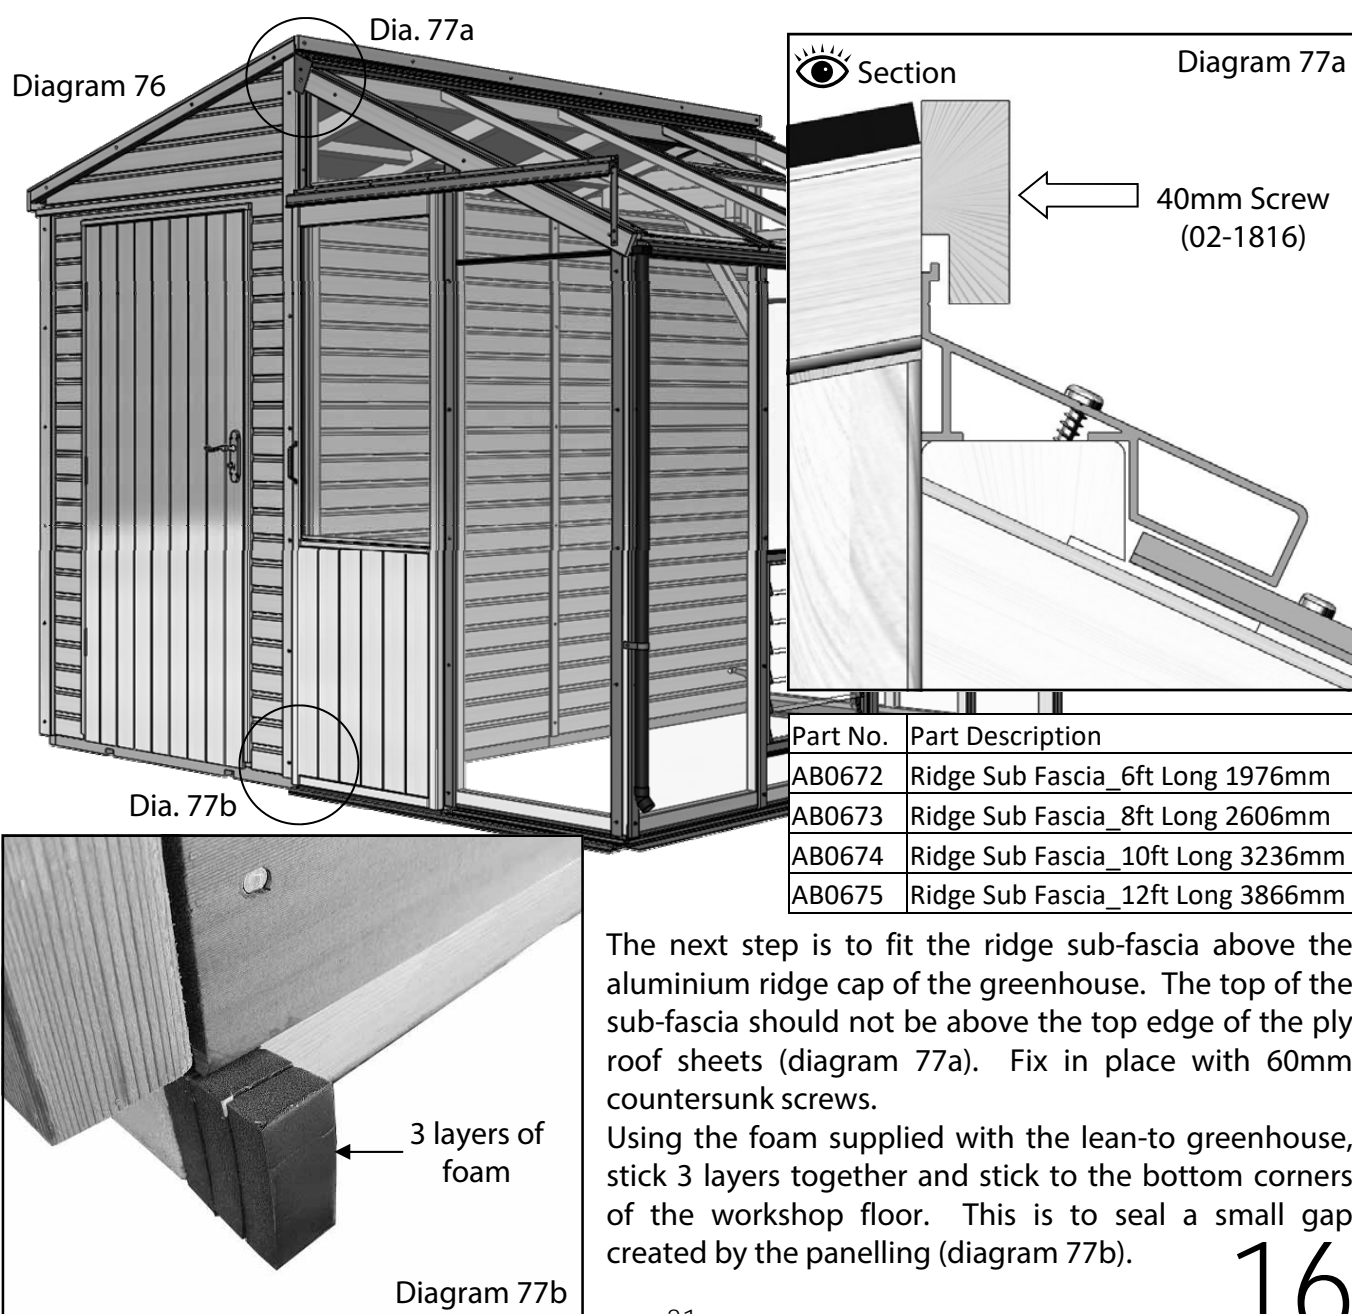 Dia. 77a
Diagram 76
Section
Diagram 77a
40mm Screw
(02-1816)
Dia. 77b
Part No. Part Description
AB0672 Ridge Sub Fascia_6ft Long 1976mm
AB0673 Ridge Sub Fascia_8ft Long 2606mm
AB0674 Ridge Sub Fascia_10ft Long 3236mm
AB0675 Ridge Sub Fascia_12ft Long 3866mm
3 layers of
foam
Diagram 77b
The next step is to fit the ridge sub-fascia above the
aluminium ridge cap of the greenhouse. The top of the
sub-fascia should not be above the top edge of the ply
roof sheets (diagram 77a). Fix in place with 60mm
countersunk screws.
Using the foam supplied with the lean-to greenhouse,
stick 3 layers together and stick to the bottom corners
of the workshop floor. This is to seal a small gap
created by the panelling (diagram 77b).
16